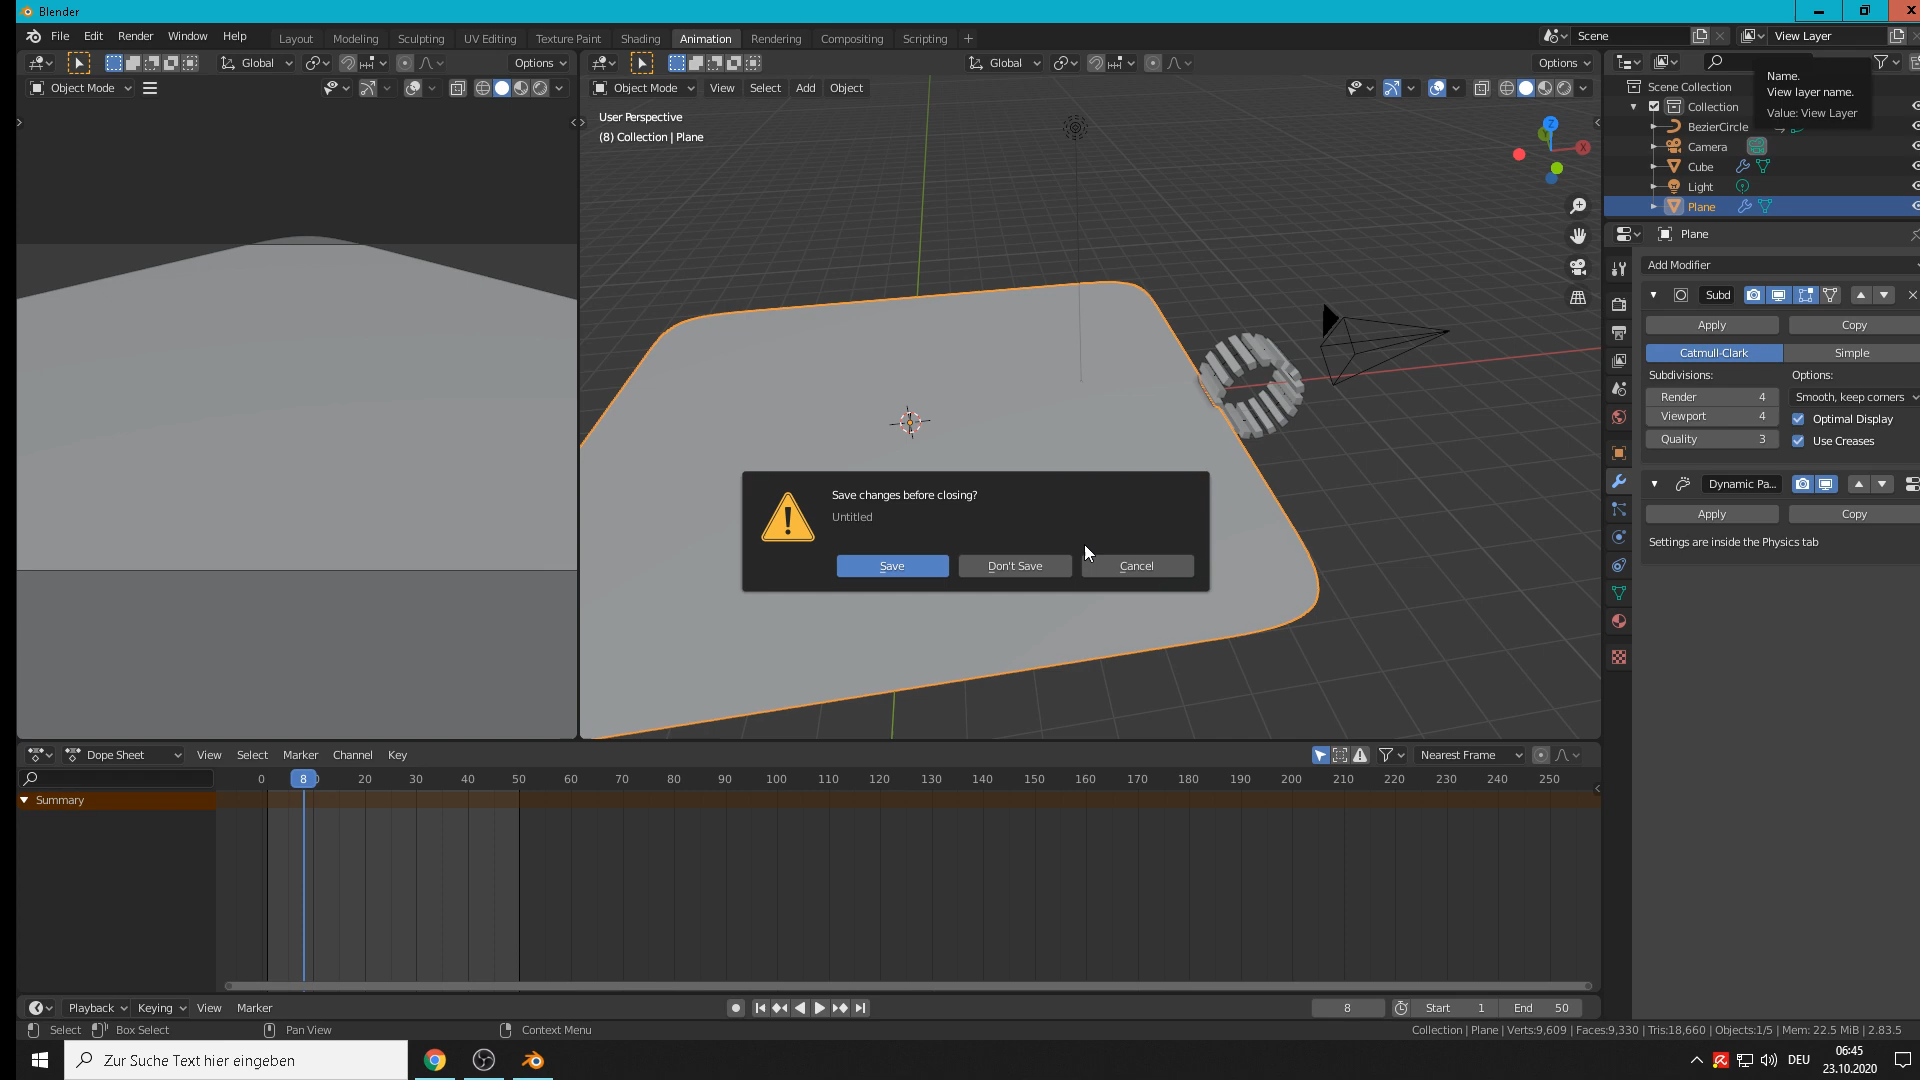 Blender
File Edit Render Window Help
Layout Modeling Sculpting UV Editing Texture Paint Shading Animation Rendering Compositing Scripting +
Scene
View Layer
Global
Options
Global
Options
Object Mode
Object Mode View Select Add Object
User Perspective
(8) Collection | Plane
Z
X
Name.
View layer name.
Value: View Layer
Scene Collection
Collection
BezierCircle
Camera
Cube
Light
Plane
Plane
Add Modifier
Subd
Apply Copy
Catmull-Clark Simple
Subdivisions: Options:
Render 4 Smooth, keep corners
Viewport 4 Optimal Display
Quality 3 Use Creases
Dynamic Pa...
Apply Copy
Settings are inside the Physics tab
Save changes before closing?
Untitled
Save Don't Save Cancel
Dope Sheet View Select Marker Channel Key
Nearest Frame
0 8 20 30 40 50 60 70 80 90 100 110 120 130 140 150 160 170 180 190 200 210 220 230 240 250
Summary
Playback Keying View Marker
8 Start 1 End 50
Select Box Select Pan View Context Menu
Collection | Plane | Verts:9,609 | Faces:9,330 | Tris:18,660 | Objects:1/5 | Mem: 22.5 MiB | 2.83.5
Zur Suche Text hier eingeben
DEU
06:45
23.10.2020